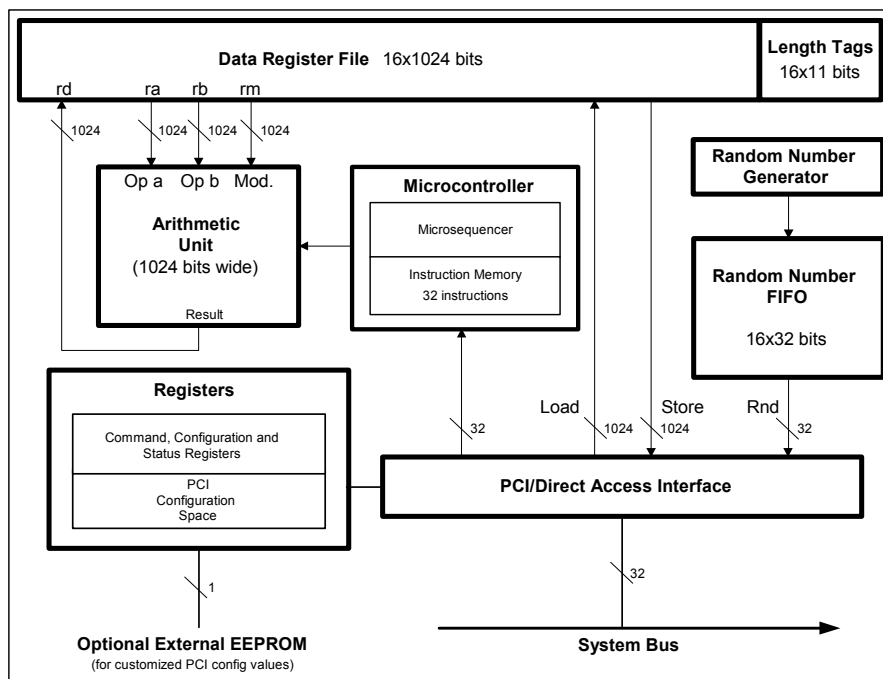 Data Register File 16x1024 bits
Length Tags
16x11 bits
rd ra rb rm
1024 1024 1024 1024
Op a Op b Mod.
Arithmetic
Unit
(1024 bits wide)
Result
Microcontroller
Microsequencer
Instruction Memory
32 instructions
Random Number
Generator
Random Number
FIFO
16x32 bits
Registers
Command, Configuration and
Status Registers
PCI
Configuration
Space
Load Store Rnd
32 1024 1024 32
PCI/Direct Access Interface
1
32
Optional External EEPROM
(for customized PCI config values)
System Bus